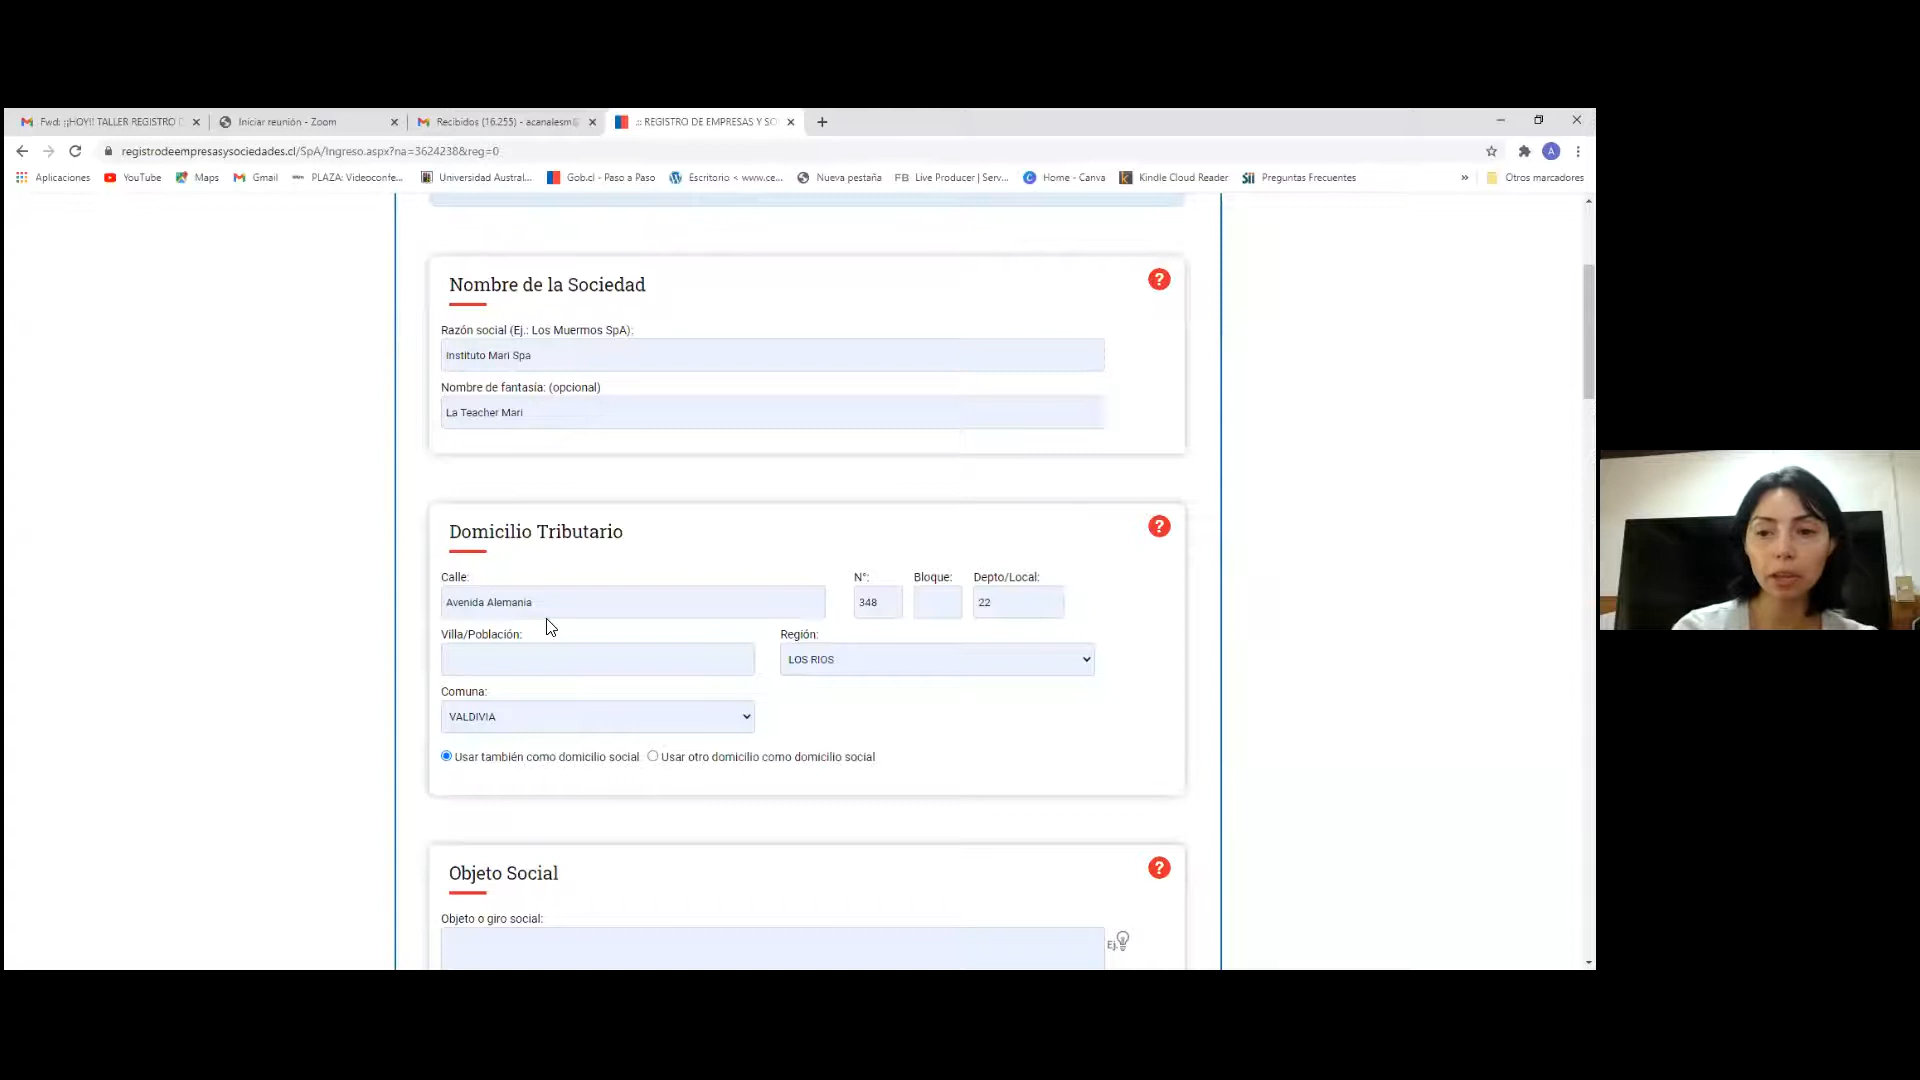 Fwd: ¡¡HOY!! TALLER REGISTRO D
Iniciar reunión - Zoom
Recibidos (16.255) - acanalesm@
.:: REGISTRO DE EMPRESAS Y SO
registrodeempresasysociedades.cl/SpA/Ingreso.aspx?na=3624238&reg=0
A
Aplicaciones
YouTube
Maps
Gmail
PLAZA: Videoconfe...
Universidad Austral...
Gob.cl - Paso a Paso
Escritorio < www.ce...
Nueva pestaña
FB Live Producer | Serv...
Home - Canva
Kindle Cloud Reader
Sii Preguntas Frecuentes
»
Otros marcadores
Nombre de la Sociedad
?
Razón social (Ej.: Los Muermos SpA):
Instituto Mari Spa
Nombre de fantasía: (opcional)
La Teacher Mari
Domicilio Tributario
?
Calle: N°: Bloque: Depto/Local:
Avenida Alemania 348 22
Villa/Población: Región:
LOS RIOS
Comuna:
VALDIVIA
Usar también como domicilio social Usar otro domicilio como domicilio social
Objeto Social
?
Objeto o giro social:
Ej.